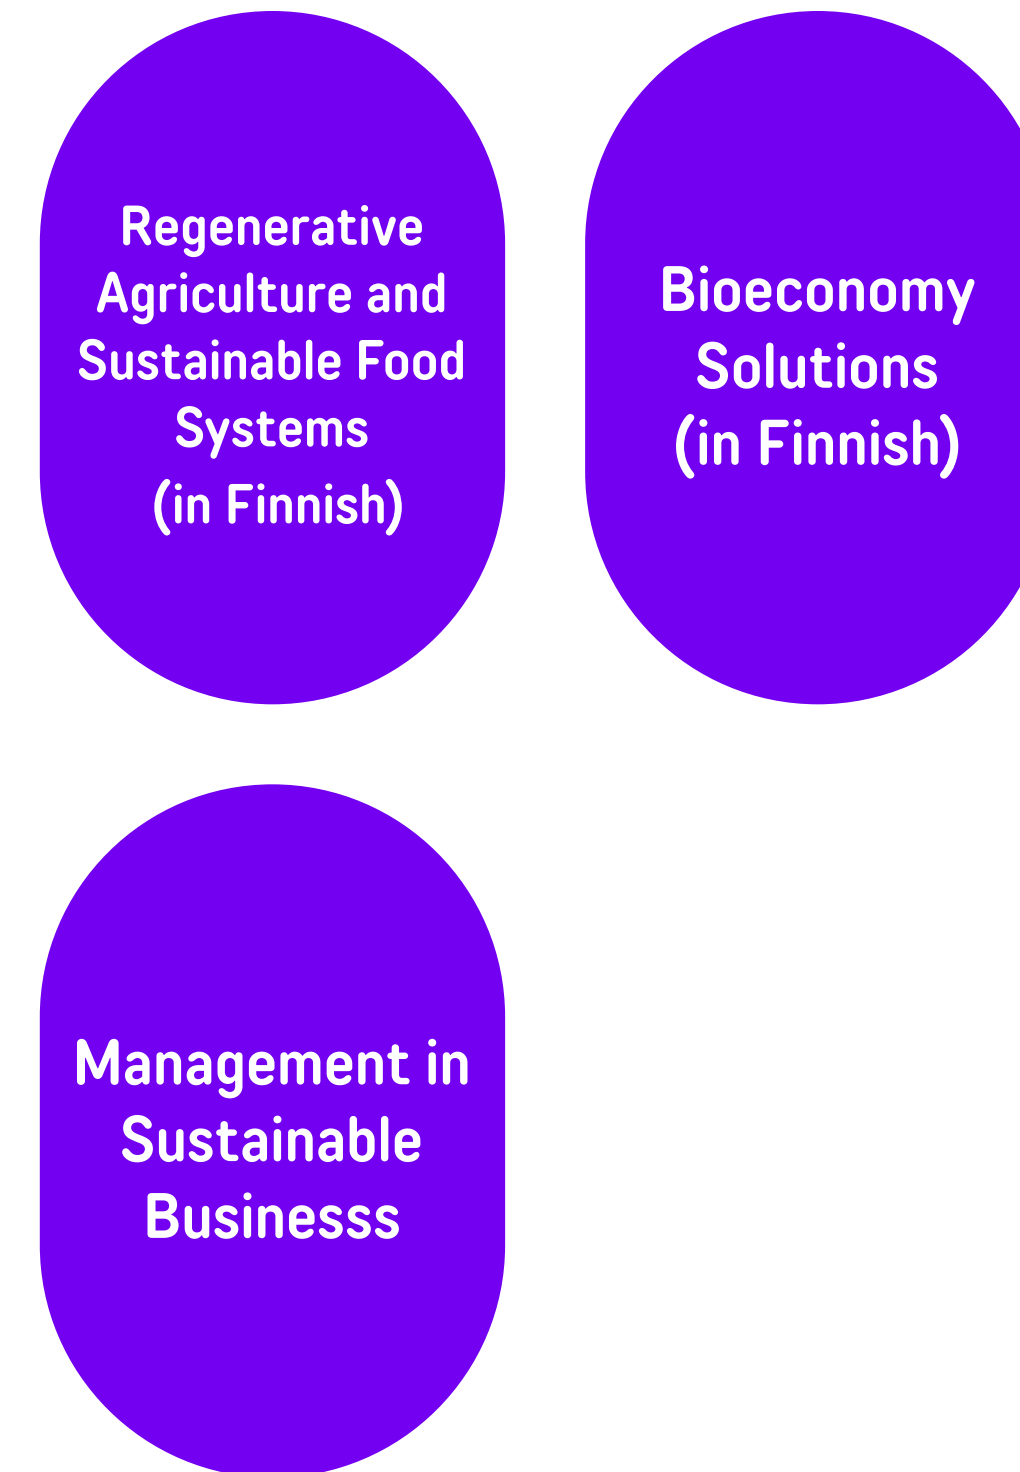 Regenerative
Agriculture and
Sustainable Food
Systems
(in Finnish)
Bioeconomy
Solutions
(in Finnish)
Management in
Sustainable
Businesss